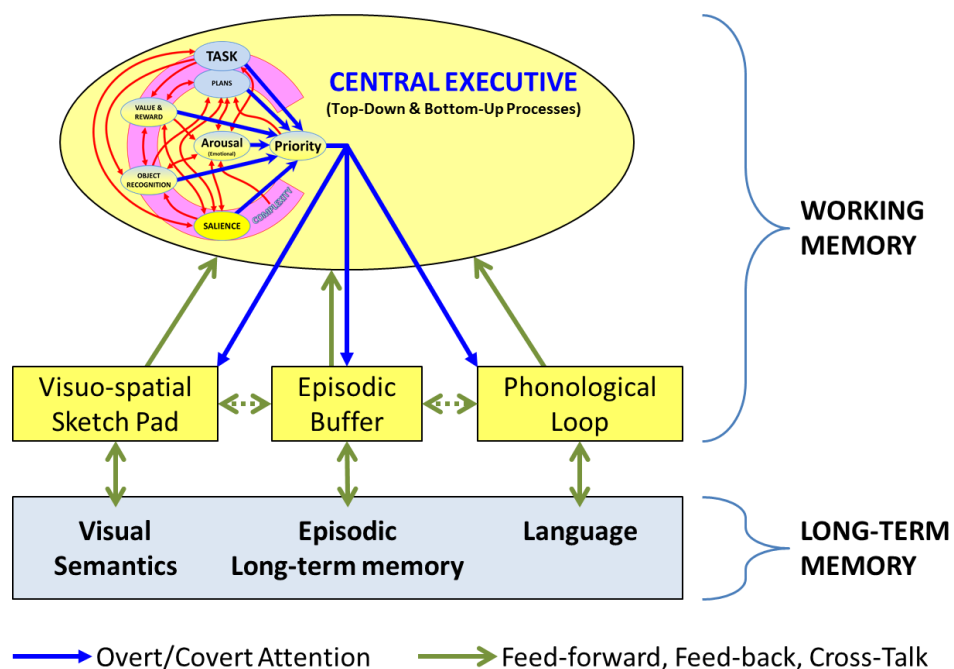 TASK
PLANS
CENTRAL EXECUTIVE
(Top-Down & Bottom-Up Processes)
VALUE &
REWARD
Arousal
(Emotional)
Priority
OBJECT
RECOGNITION
COMPLEXITY
SALIENCE
WORKING
MEMORY
Visuo-spatial
Sketch Pad
Episodic
Buffer
Phonological
Loop
Visual
Semantics
Episodic
Long-term memory
Language
LONG-TERM
MEMORY
Overt/Covert Attention
Feed-forward, Feed-back, Cross-Talk